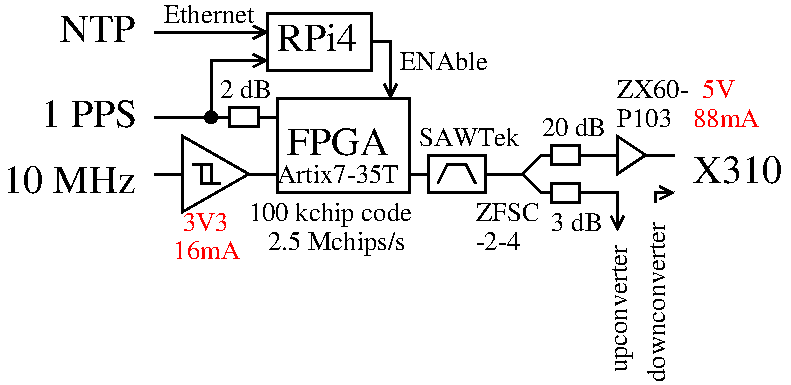 Ethernet
NTP
RPi4
ENAble
2 dB
ZX60-
P103
5V
88mA
1 PPS
FPGA
Artix7-35T
SAWTek
20 dB
X310
10 MHz
3V3
16mA
100 kchip code
2.5 Mchips/s
ZFSC
-2-4
3 dB
upconverter
downconverter